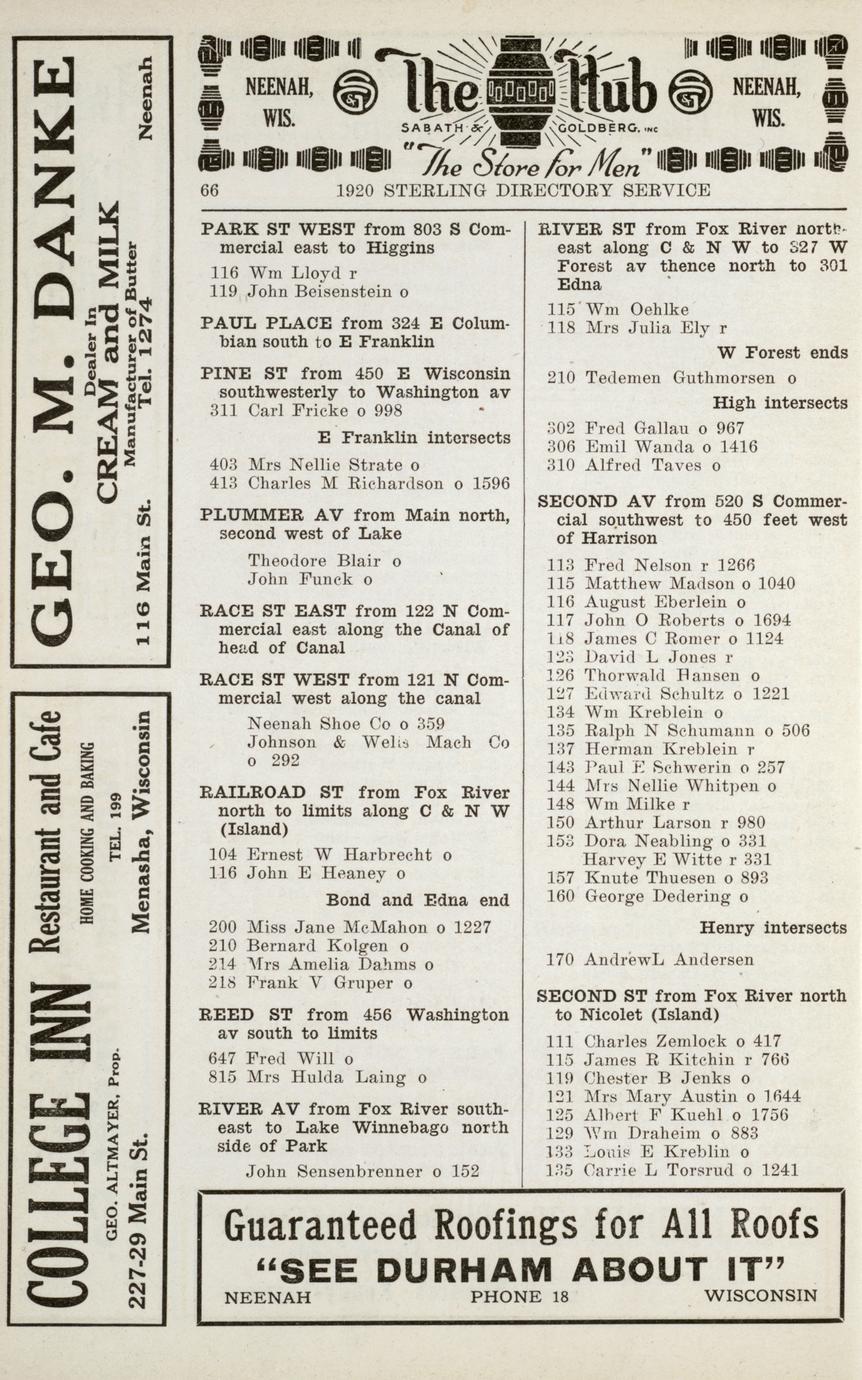 GEO. M. DANKE
Dealer In
CREAM and MILK
Manufacturer of Butter
Tel. 1274
116 Main St. Neenah
COLLEGE INN Restaurant and Cafe
HOME COOKING AND BAKING
GEO. ALTMAYER, Prop. TEL. 199
227-29 Main St. Menasha, Wisconsin
NEENAH, WIS.
The Hub
SABATH & GOLDBERG, INC
NEENAH, WIS.
"The Store for Men"
66 1920 STERLING DIRECTORY SERVICE
PARK ST WEST from 803 S Com-
mercial east to Higgins
116 Wm Lloyd r
119 John Beisenstein o
PAUL PLACE from 324 E Colum-
bian south to E Franklin
PINE ST from 450 E Wisconsin
southwesterly to Washington av
311 Carl Fricke o 998
E Franklin intersects
403 Mrs Nellie Strate o
413 Charles M Richardson o 1596
PLUMMER AV from Main north,
second west of Lake
Theodore Blair o
John Funck o
RACE ST EAST from 122 N Com-
mercial east along the Canal of
head of Canal
RACE ST WEST from 121 N Com-
mercial west along the canal
Neenah Shoe Co o 359
Johnson & Wells Mach Co
o 292
RAILROAD ST from Fox River
north to limits along C & N W
(Island)
104 Ernest W Harbrecht o
116 John E Heaney o
Bond and Edna end
200 Miss Jane McMahon o 1227
210 Bernard Kolgen o
214 Mrs Amelia Dahms o
218 Frank V Gruper o
REED ST from 456 Washington
av south to limits
647 Fred Will o
815 Mrs Hulda Laing o
RIVER AV from Fox River south-
east to Lake Winnebago north
side of Park
John Sensenbrenner o 152
RIVER ST from Fox River north-
east along C & N W to 327 W
Forest av thence north to 301
Edna
115 Wm Oehlke
118 Mrs Julia Ely r
W Forest ends
210 Tedemen Guthmorsen o
High intersects
302 Fred Gallau o 967
306 Emil Wanda o 1416
310 Alfred Taves o
SECOND AV from 520 S Commer-
cial southwest to 450 feet west
of Harrison
113 Fred Nelson r 1266
115 Matthew Madson o 1040
116 August Eberlein o
117 John O Roberts o 1694
118 James C Romer o 1124
123 David L Jones r
126 Thorwald Hansen o
127 Edward Schultz o 1221
134 Wm Kreblein o
135 Ralph N Schumann o 506
137 Herman Kreblein r
143 Paul E Schwerin o 257
144 Mrs Nellie Whitpen o
148 Wm Milke r
150 Arthur Larson r 980
153 Dora Neabling o 331
Harvey E Witte r 331
157 Knute Thuesen o 893
160 George Dedering o
Henry intersects
170 AndrewL Andersen
SECOND ST from Fox River north
to Nicolet (Island)
111 Charles Zemlock o 417
115 James R Kitchin r 766
119 Chester B Jenks o
121 Mrs Mary Austin o 1644
125 Albert F Kuehl o 1756
129 Wm Draheim o 883
133 Louis E Kreblin o
135 Carrie L Torsrud o 1241
Guaranteed Roofings for All Roofs
"SEE DURHAM ABOUT IT"
NEENAH PHONE 18 WISCONSIN